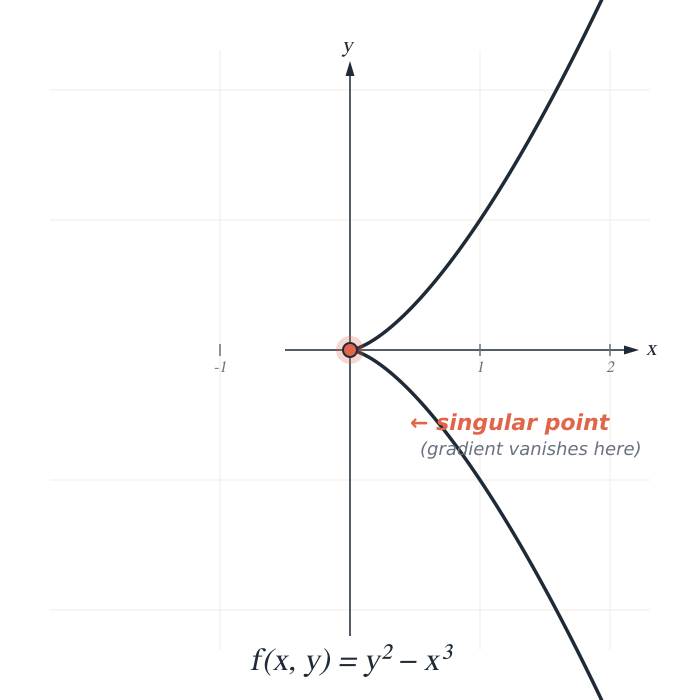 y
x
-1
1
2
← singular point
(gradient vanishes here)
f(x, y) = y² − x³